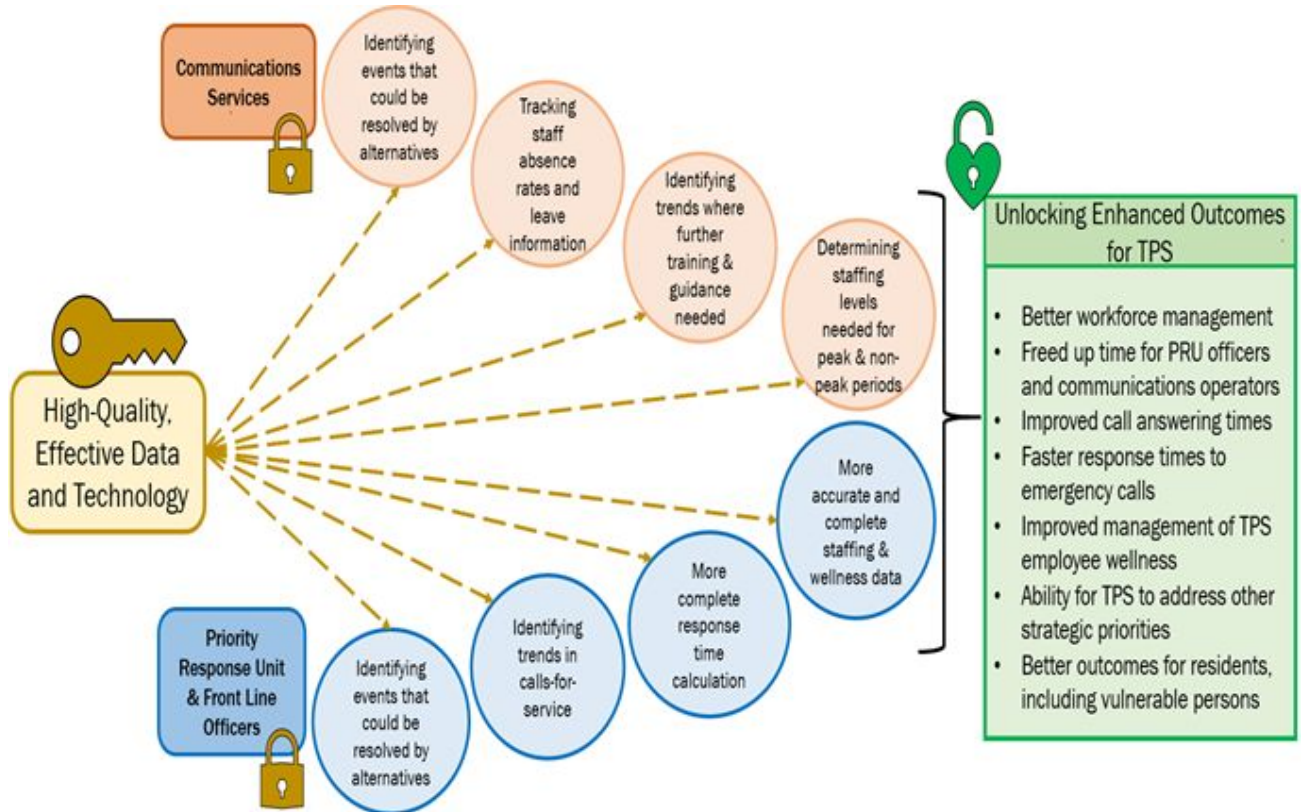 Communications
Services
Identifying
events that
could be
resolved by
alternatives
Tracking
staff
absence
rates and
leave
information
Identifying
trends where
further
training &
guidance
needed
Determining
staffing
levels
needed for
peak & non-
peak periods
High-Quality,
Effective Data
and Technology
More
accurate and
complete
staffing &
wellness data
More
complete
response
time
calculation
Identifying
trends in
calls-for-
service
Identifying
events that
could be
resolved by
alternatives
Priority
Response Unit
& Front Line
Officers
Unlocking Enhanced Outcomes
for TPS
• Better workforce management
• Freed up time for PRU officers
and communications operators
• Improved call answering times
• Faster response times to
emergency calls
• Improved management of TPS
employee wellness
• Ability for TPS to address other
strategic priorities
• Better outcomes for residents,
including vulnerable persons